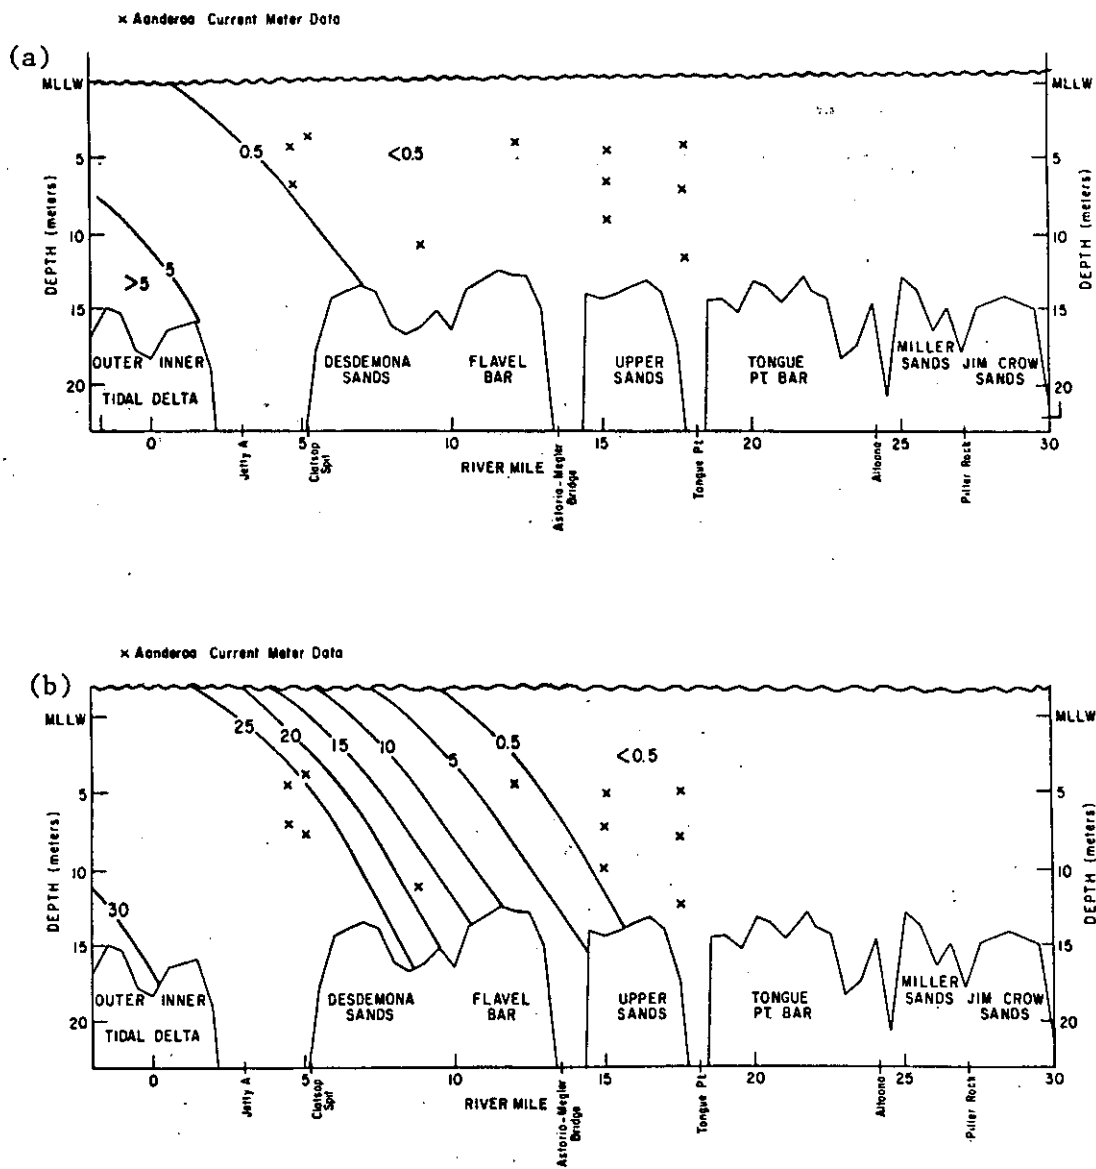 × Aanderaa Current Meter Data
(a)
MLLW
MLLW
0.5
<0.5
5
5
10
10
5
>5
15
15
20
20
DEPTH (meters)
DEPTH (meters)
OUTER INNER
TIDAL DELTA
DESDEMONA
SANDS
FLAVEL
BAR
UPPER
SANDS
TONGUE
PT. BAR
MILLER
SANDS
JIM CROW
SANDS
0 5 10 15 20 25 30
Jetty A
Clatsop
Spit
RIVER MILE
Astoria-Megler
Bridge
Tongue Pt.
Altoona
Pillar Rock
× Aanderaa Current Meter Data
(b)
MLLW
MLLW
25 20 15 10 5 0.5
<0.5
5
5
10
10
30
15
15
20
20
DEPTH (meters)
DEPTH (meters)
OUTER INNER
TIDAL DELTA
DESDEMONA
SANDS
FLAVEL
BAR
UPPER
SANDS
TONGUE
PT. BAR
MILLER
SANDS
JIM CROW
SANDS
0 5 10 15 20 25 30
Jetty A
Clatsop
Spit
RIVER MILE
Astoria-Megler
Bridge
Tongue Pt.
Altoona
Pillar Rock